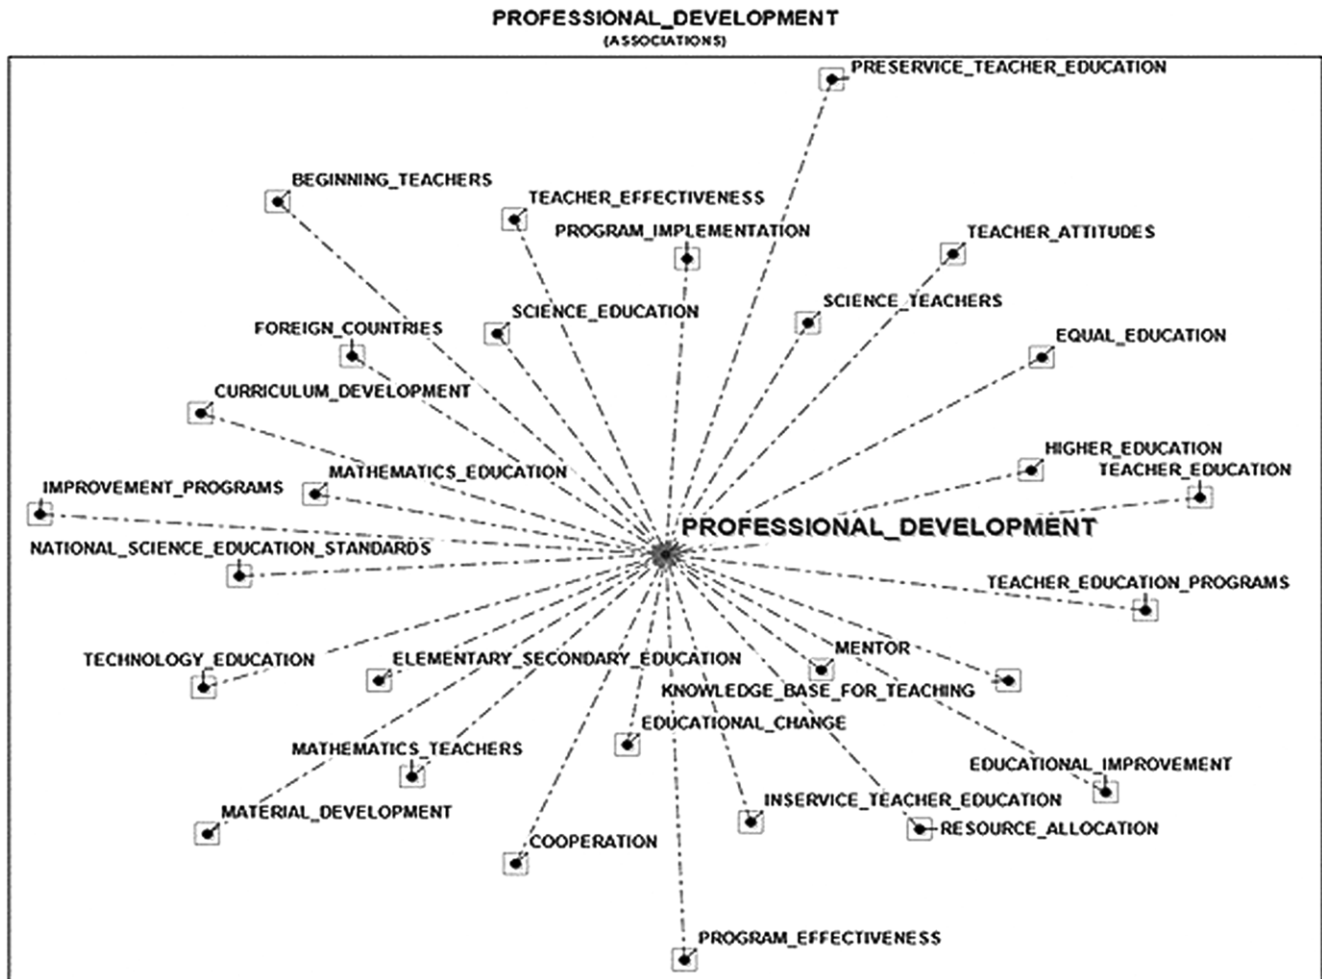 PROFESSIONAL_DEVELOPMENT
(ASSOCIATIONS)
PRESERVICE_TEACHER_EDUCATION
BEGINNING_TEACHERS
TEACHER_EFFECTIVENESS
PROGRAM_IMPLEMENTATION
TEACHER_ATTITUDES
SCIENCE_TEACHERS
SCIENCE_EDUCATION
FOREIGN_COUNTRIES
EQUAL_EDUCATION
CURRICULUM_DEVELOPMENT
HIGHER_EDUCATION
TEACHER_EDUCATION
MATHEMATICS_EDUCATION
IMPROVEMENT_PROGRAMS
PROFESSIONAL_DEVELOPMENT
NATIONAL_SCIENCE_EDUCATION_STANDARDS
TEACHER_EDUCATION_PROGRAMS
MENTOR
TECHNOLOGY_EDUCATION
ELEMENTARY_SECONDARY_EDUCATION
KNOWLEDGE_BASE_FOR_TEACHING
EDUCATIONAL_CHANGE
MATHEMATICS_TEACHERS
EDUCATIONAL_IMPROVEMENT
INSERVICE_TEACHER_EDUCATION
MATERIAL_DEVELOPMENT
RESOURCE_ALLOCATION
COOPERATION
PROGRAM_EFFECTIVENESS